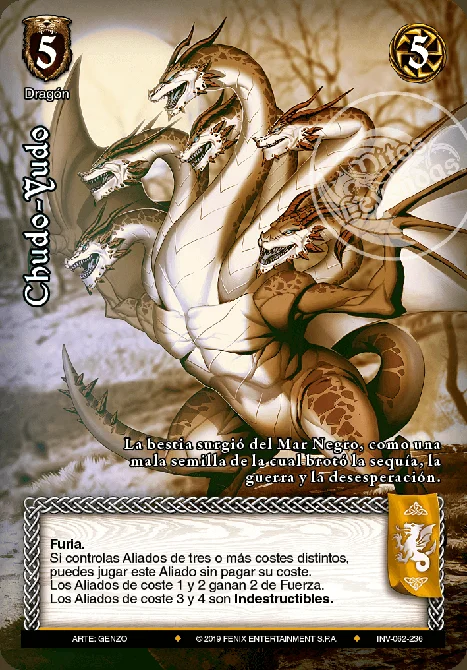 5
5
Dragón
Chudo-Yudo
La bestia surgió del Mar Negro, como una
mala semilla de la cual brotó la sequía, la
guerra y la desesperación.
Furia.
Si controlas Aliados de tres o más costes distintos,
puedes jugar este Aliado sin pagar su coste.
Los Aliados de coste 1 y 2 ganan 2 de Fuerza.
Los Aliados de coste 3 y 4 son Indestructibles.
ARTE: GENZO ♦ © 2019 FENIX ENTERTAINMENT S.P.A. ♦ INV-092-236